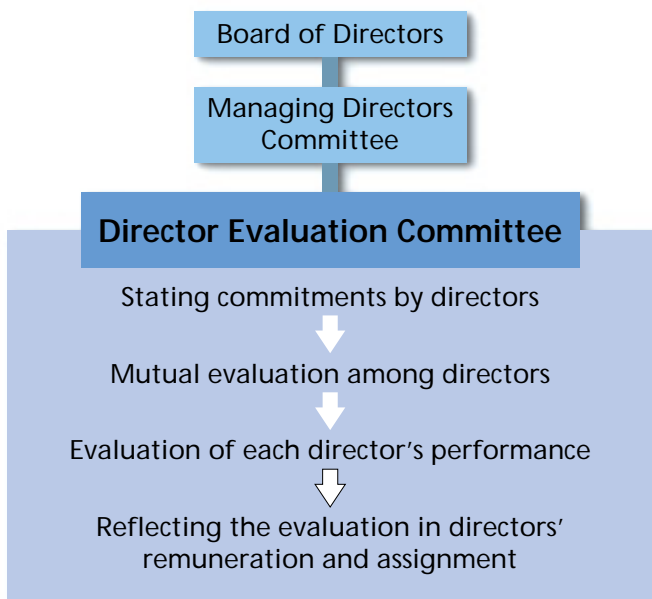 Board of Directors
Managing Directors
Committee
Director Evaluation Committee
Stating commitments by directors
Mutual evaluation among directors
Evaluation of each director’s performance
Reflecting the evaluation in directors’
remuneration and assignment